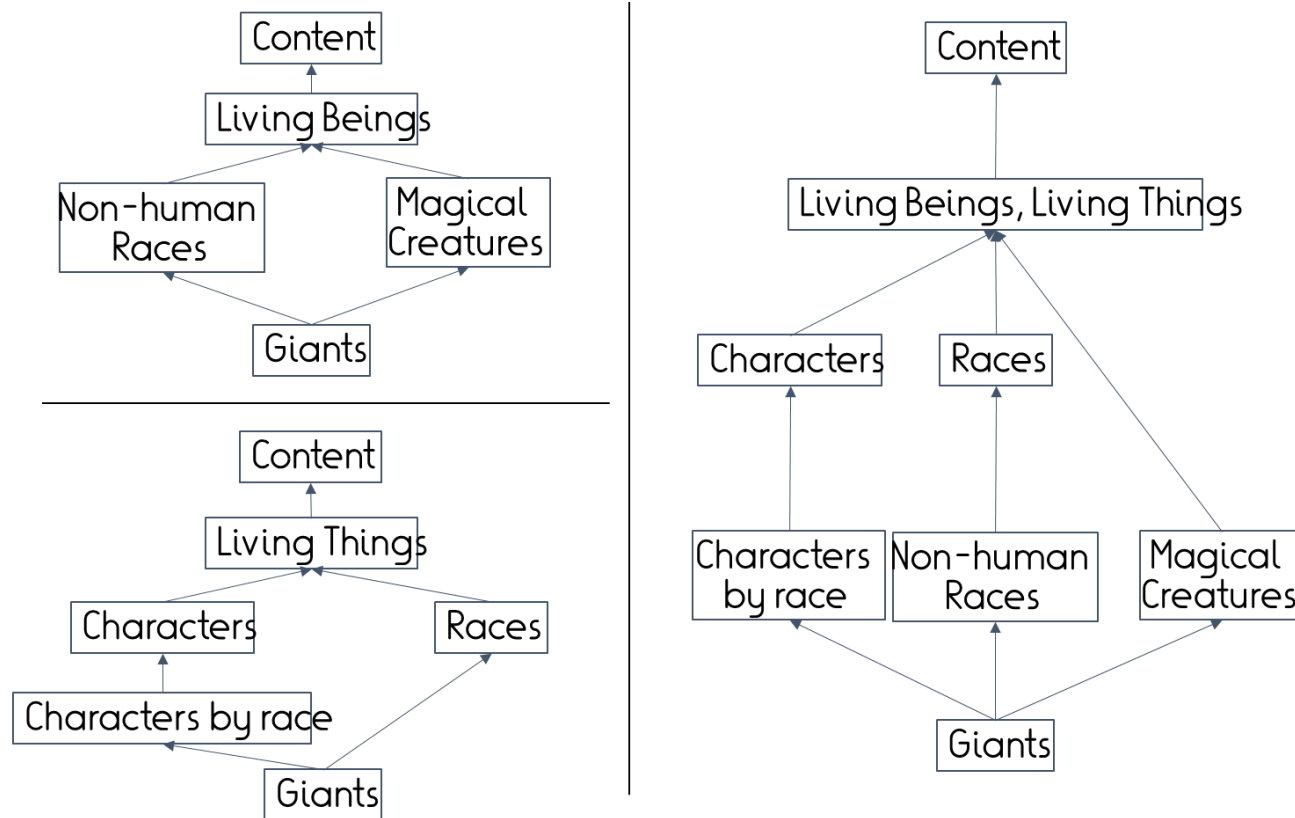 Content
Living Beings
Non-human
Races
Magical
Creatures
Giants
Content
Living Things
Characters
Races
Characters by race
Giants
Content
Living Beings, Living Things
Characters
Races
Characters
by race
Non-human
Races
Magical
Creatures
Giants